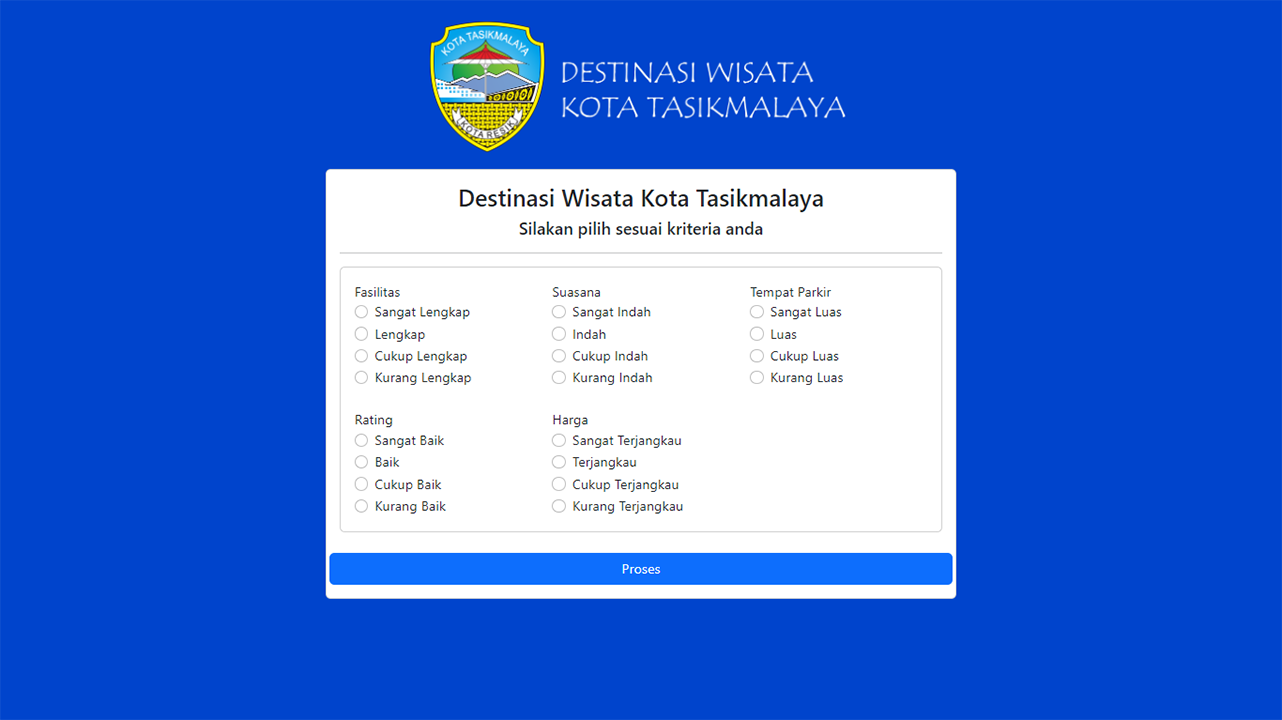 KOTA TASIKMALAYA
KOTA RESIK
DESTINASI WISATA
KOTA TASIKMALAYA
Destinasi Wisata Kota Tasikmalaya
Silakan pilih sesuai kriteria anda
Fasilitas
Sangat Lengkap
Lengkap
Cukup Lengkap
Kurang Lengkap
Suasana
Sangat Indah
Indah
Cukup Indah
Kurang Indah
Tempat Parkir
Sangat Luas
Luas
Cukup Luas
Kurang Luas
Rating
Sangat Baik
Baik
Cukup Baik
Kurang Baik
Harga
Sangat Terjangkau
Terjangkau
Cukup Terjangkau
Kurang Terjangkau
Proses